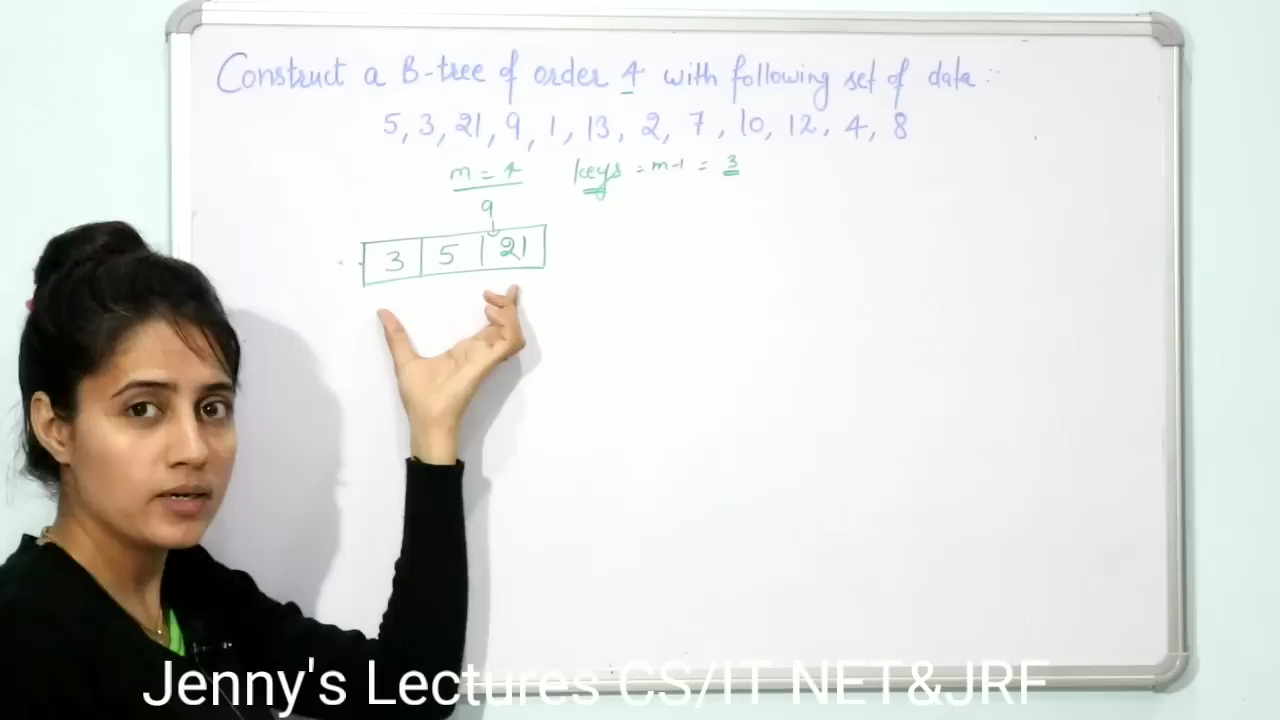 Construct a B-tree of order 4 with following set of data :-
5, 3, 21, 9, 1, 13, 2, 7, 10, 12, 4, 8
m = 4 keys = m-1 = 3
9
3 5 21
Jenny's Lectures CS/IT NET&JRF